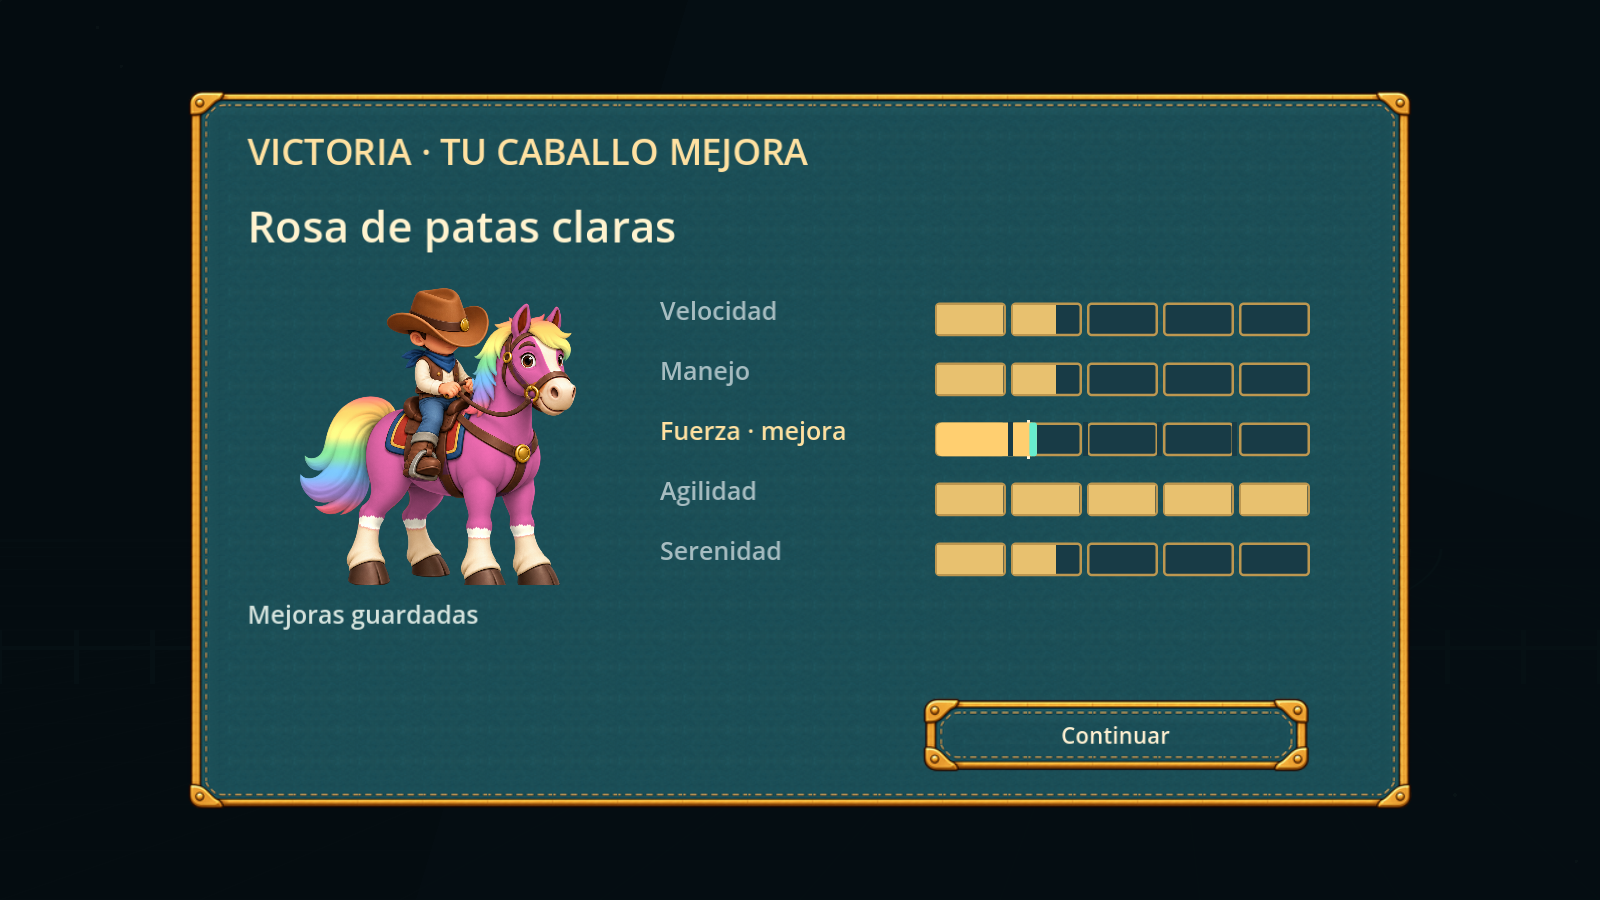 VICTORIA · TU CABALLO MEJORA
Rosa de patas claras
Velocidad
Manejo
Fuerza · mejora
Agilidad
Serenidad
Mejoras guardadas
Continuar